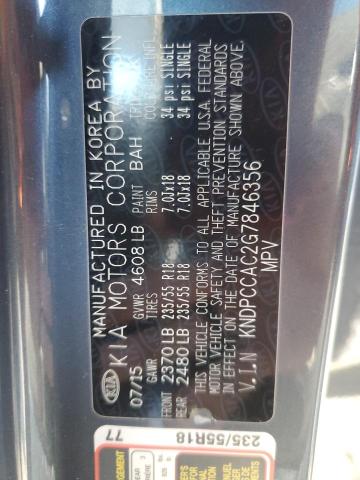 MANUFACTURED IN KOREA BY
KIA KIA MOTORS CORPORATION
07/15 GVWR 4608 LB PAINT BAH
GAWR TIRES RIMS
FRONT 2370 LB 235/55 R18 7.0JX18 34 psi SINGLE
REAR 2480 LB 235/55 R18 7.0JX18 34 psi SINGLE
THIS VEHICLE CONFORMS TO ALL APPLICABLE U.S.A. FEDERAL
MOTOR VEHICLE SAFETY AND THEFT PREVENTION STANDARDS
IN EFFECT ON THE DATE OF MANUFACTURE SHOWN ABOVE.
V.I.N KNDPCCAC2G7846356
MPV
235/55R18
77